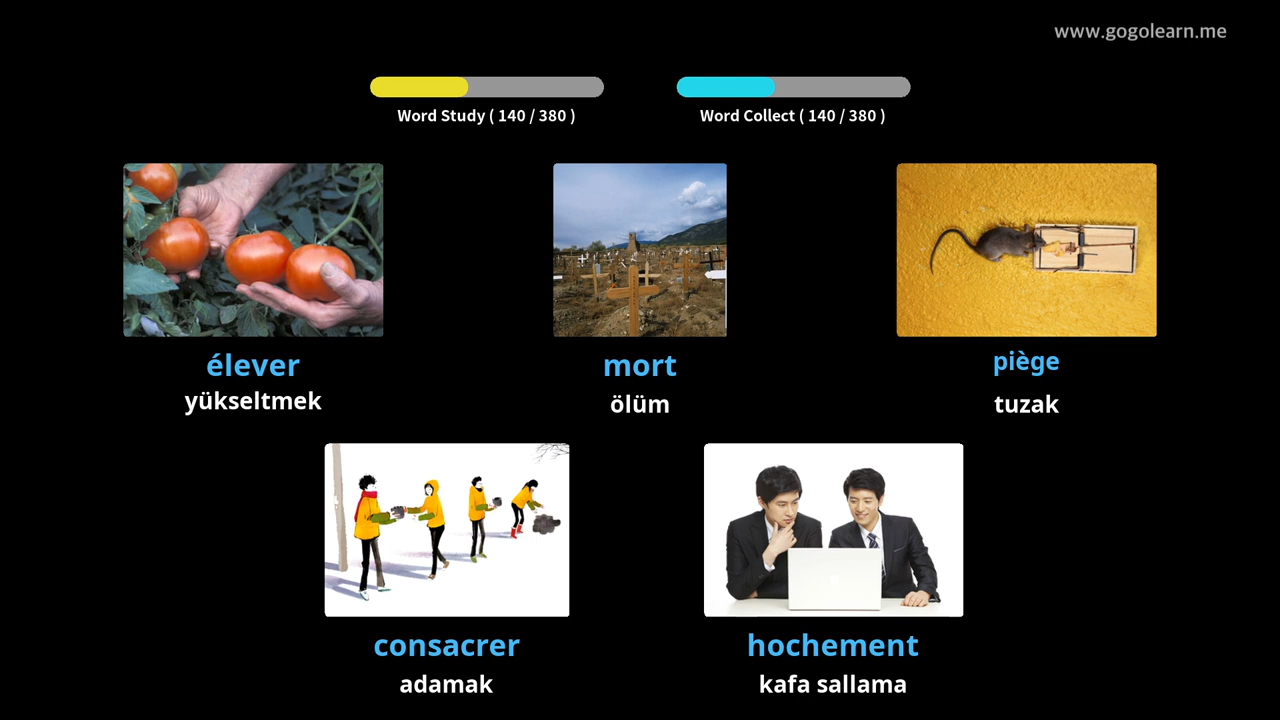 www.gogolearn.me
Word Study ( 140 / 380 )
Word Collect ( 140 / 380 )
élever
yükseltmek
mort
ölüm
piège
tuzak
consacrer
adamak
hochement
kafa sallama